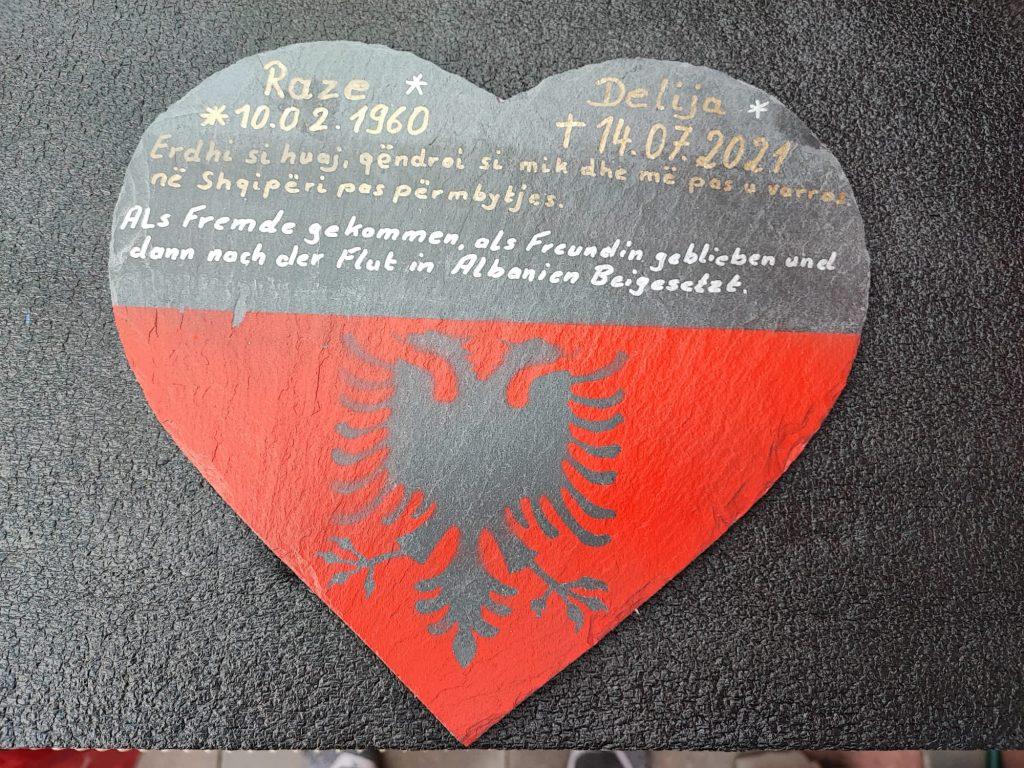 Raze * Delija *
*10.02.1960 † 14.07.2021
Erdhi si huaj, qëndroi si mik dhe më pas u varros
në Shqipëri pas përmbytjes.
Als Fremde gekommen, als Freundin geblieben und
dann nach der Flut in Albanien Beigesetzt.